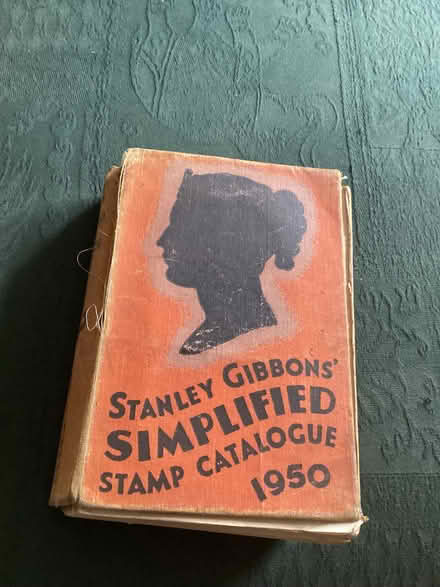 STANLEY GIBBONS'
SIMPLIFIED
STAMP CATALOGUE
1950